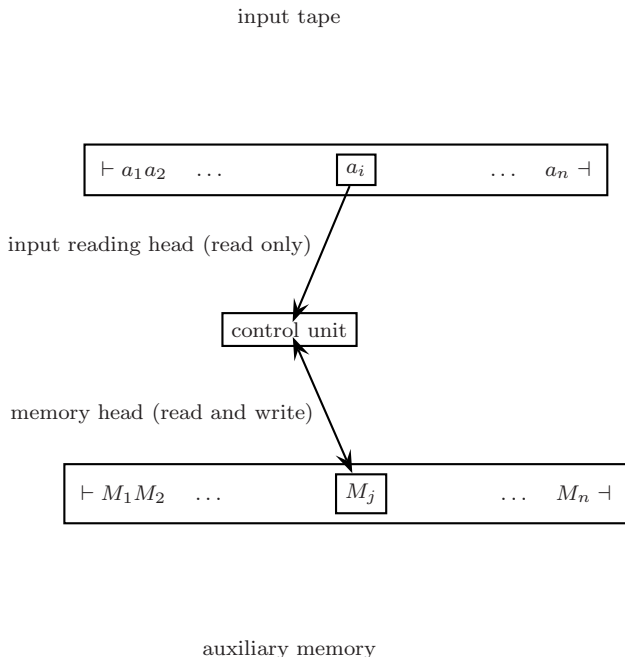 input tape
⊢ a₁a₂ ... aᵢ ... aₙ ⊣
input reading head (read only)
control unit
memory head (read and write)
⊢ M₁M₂ ... Mⱼ ... Mₙ ⊣
auxiliary memory